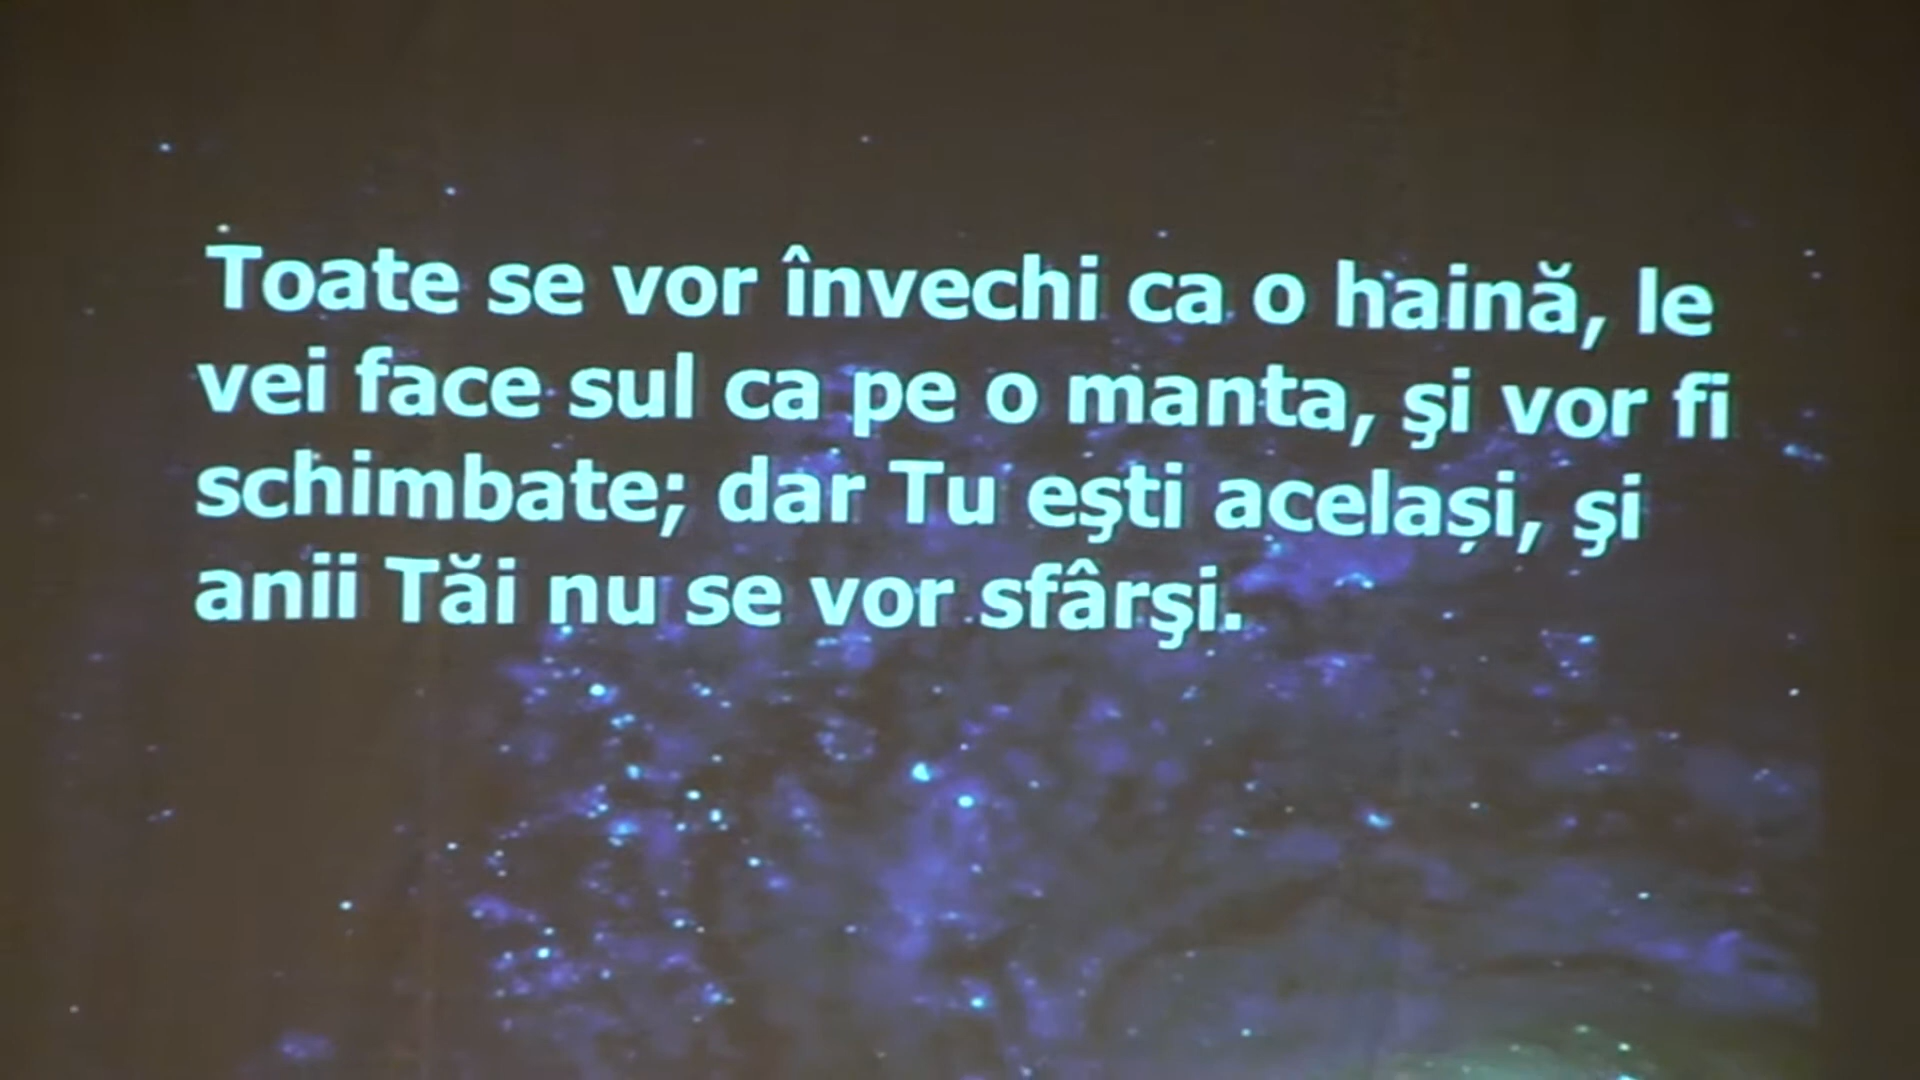 Toate se vor învechi ca o haină, le
vei face sul ca pe o manta, şi vor fi
schimbate; dar Tu eşti același, şi
anii Tăi nu se vor sfârşi.